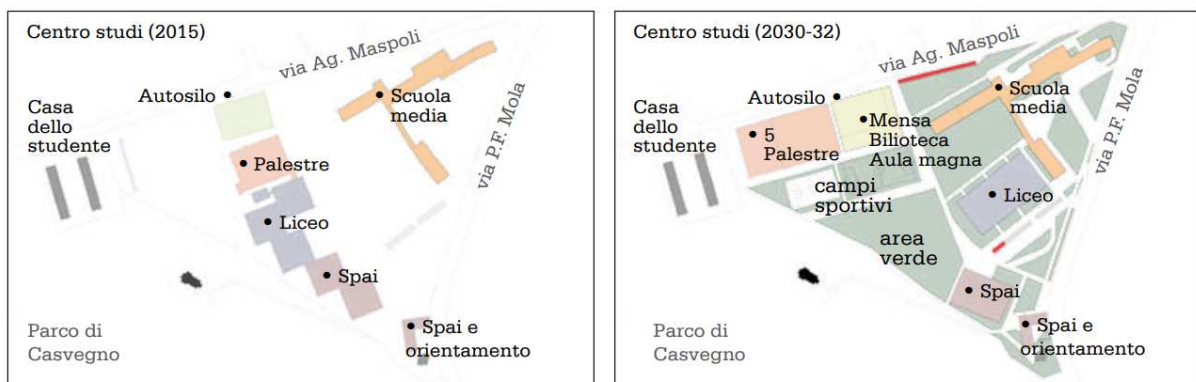 Centro studi (2015)
via Ag. Maspoli
Autosilo
Casa
dello
studente
Scuola
media
via P.F. Mola
Palestre
Liceo
Spai
Parco di
Casvegno
Spai e
orientamento
Centro studi (2030-32)
via Ag. Maspoli
Autosilo
Casa
dello
studente
Scuola
media
via P.F. Mola
5
Palestre
Mensa
Bilioteca
Aula magna
campi
sportivi
Liceo
area
verde
Spai
Parco di
Casvegno
Spai e
orientamento